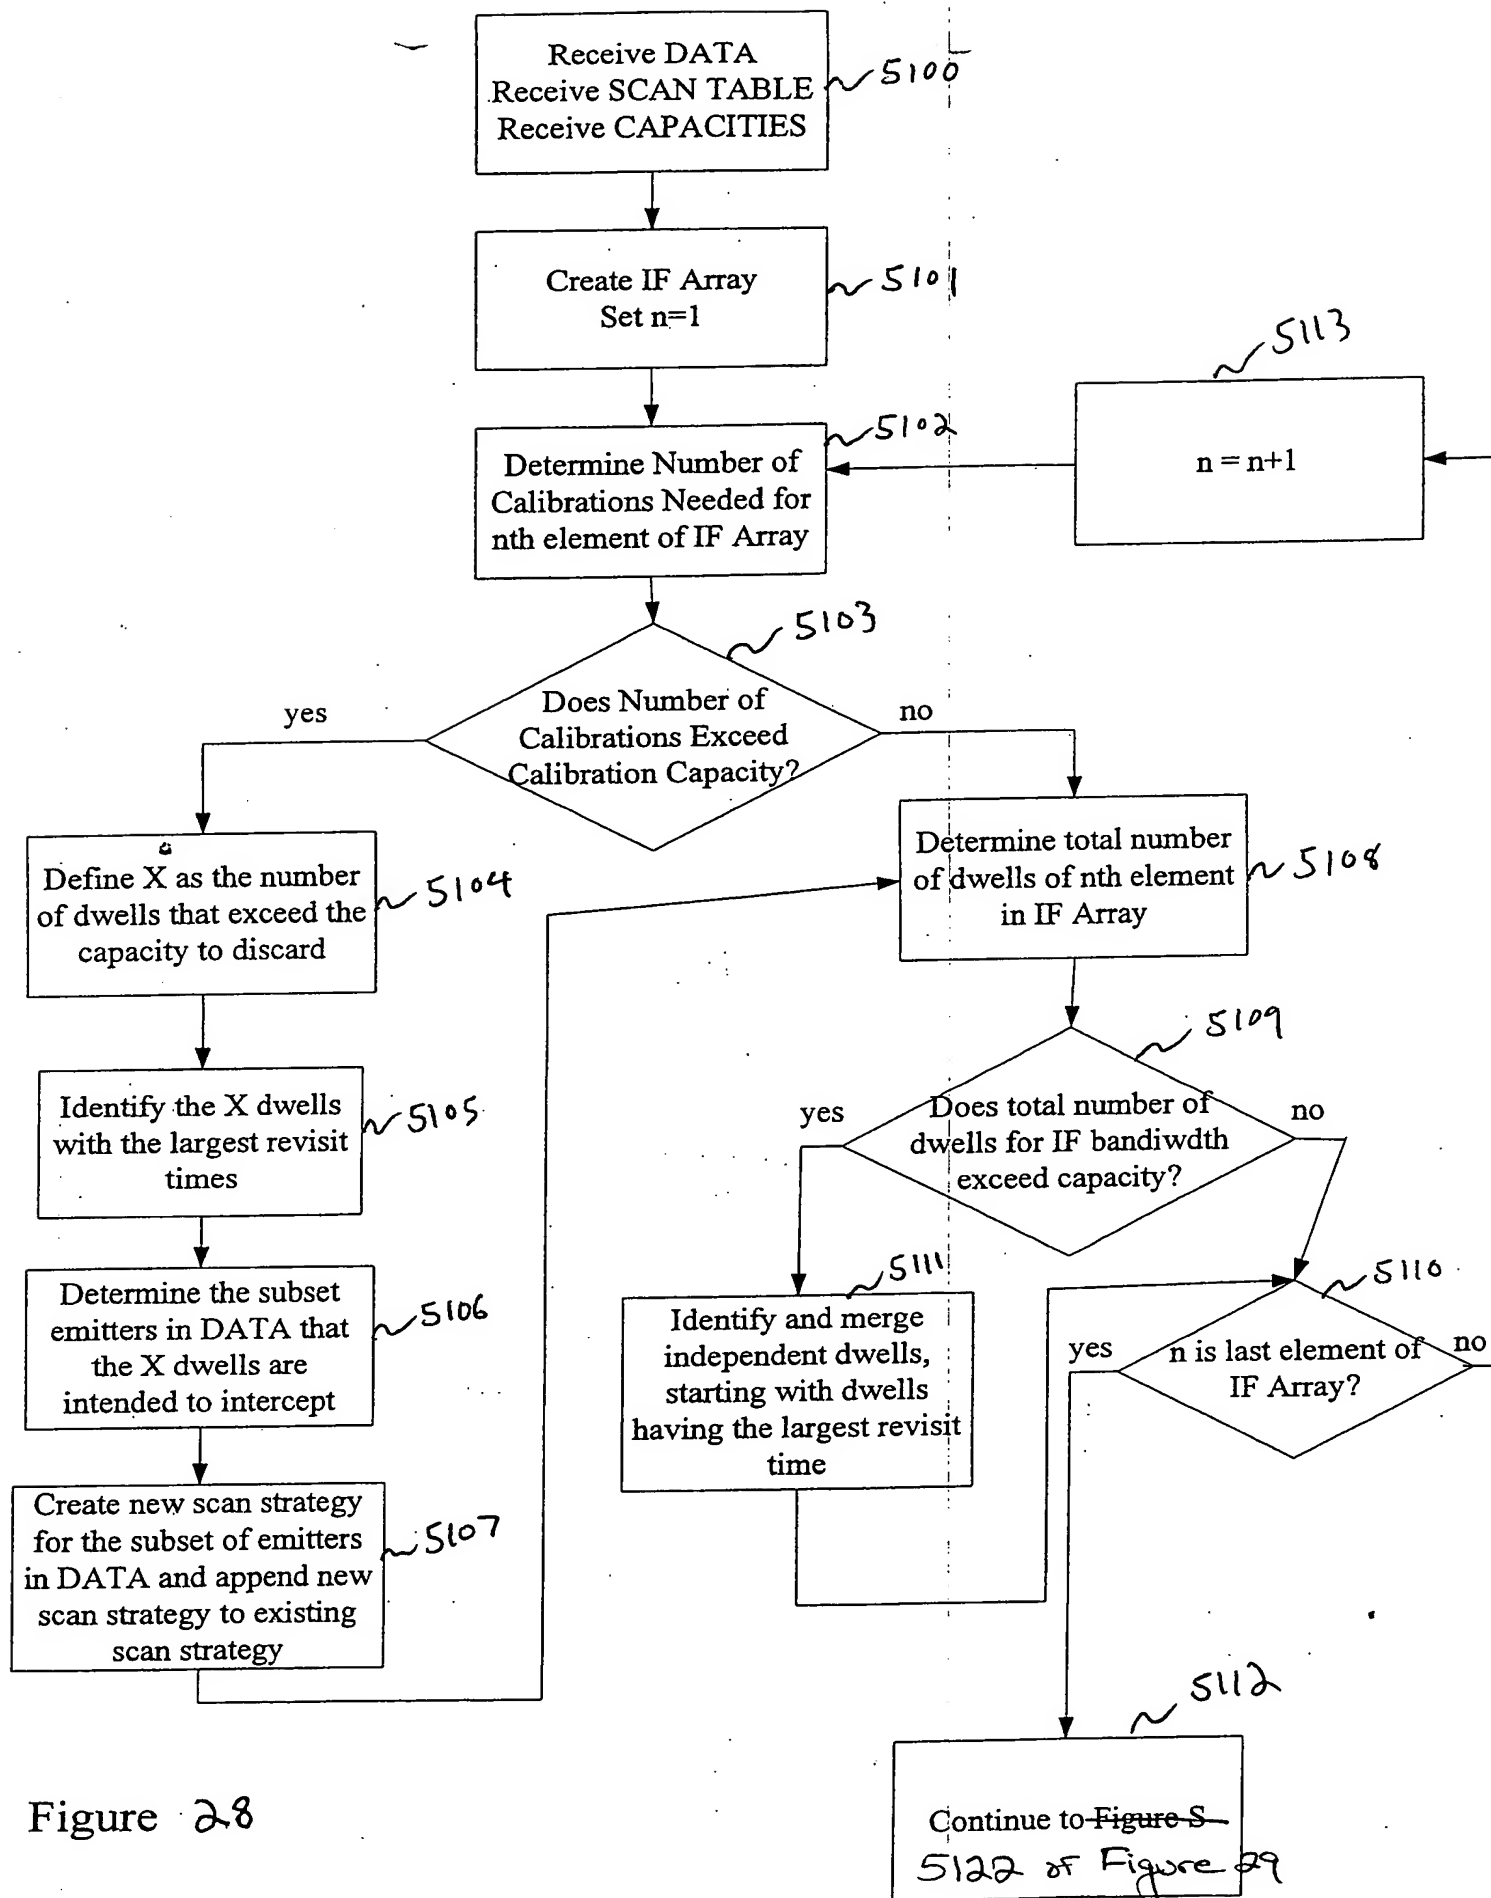 Receive DATA
Receive SCAN TABLE
Receive CAPACITIES
5100
Create IF Array
Set n=1
5101
5113
n = n+1
5102
Determine Number of
Calibrations Needed for
nth element of IF Array
5103
Does Number of
Calibrations Exceed
Calibration Capacity?
yes
no
Define X as the number
of dwells that exceed the
capacity to discard
5104
Determine total number
of dwells of nth element
in IF Array
5108
Identify the X dwells
with the largest revisit
times
5105
5109
Does total number of
dwells for IF bandiwdth
exceed capacity?
yes
no
Determine the subset
emitters in DATA that
the X dwells are
intended to intercept
5106
5111
Identify and merge
independent dwells,
starting with dwells
having the largest revisit
time
5110
n is last element of
IF Array?
yes
no
Create new scan strategy
for the subset of emitters
in DATA and append new
scan strategy to existing
scan strategy
5107
5112
Continue to Figure S
5122 of Figure 29
Figure 28